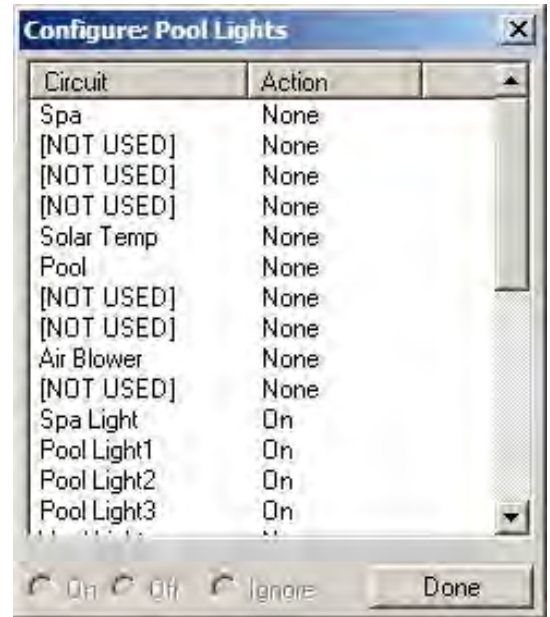 Configure: Pool Lights
Circuit Action
Spa None
[NOT USED] None
[NOT USED] None
[NOT USED] None
Solar Temp None
Pool None
[NOT USED] None
[NOT USED] None
Air Blower None
[NOT USED] None
Spa Light On
Pool Light1 On
Pool Light2 On
Pool Light3 On
On Off Ignore Done